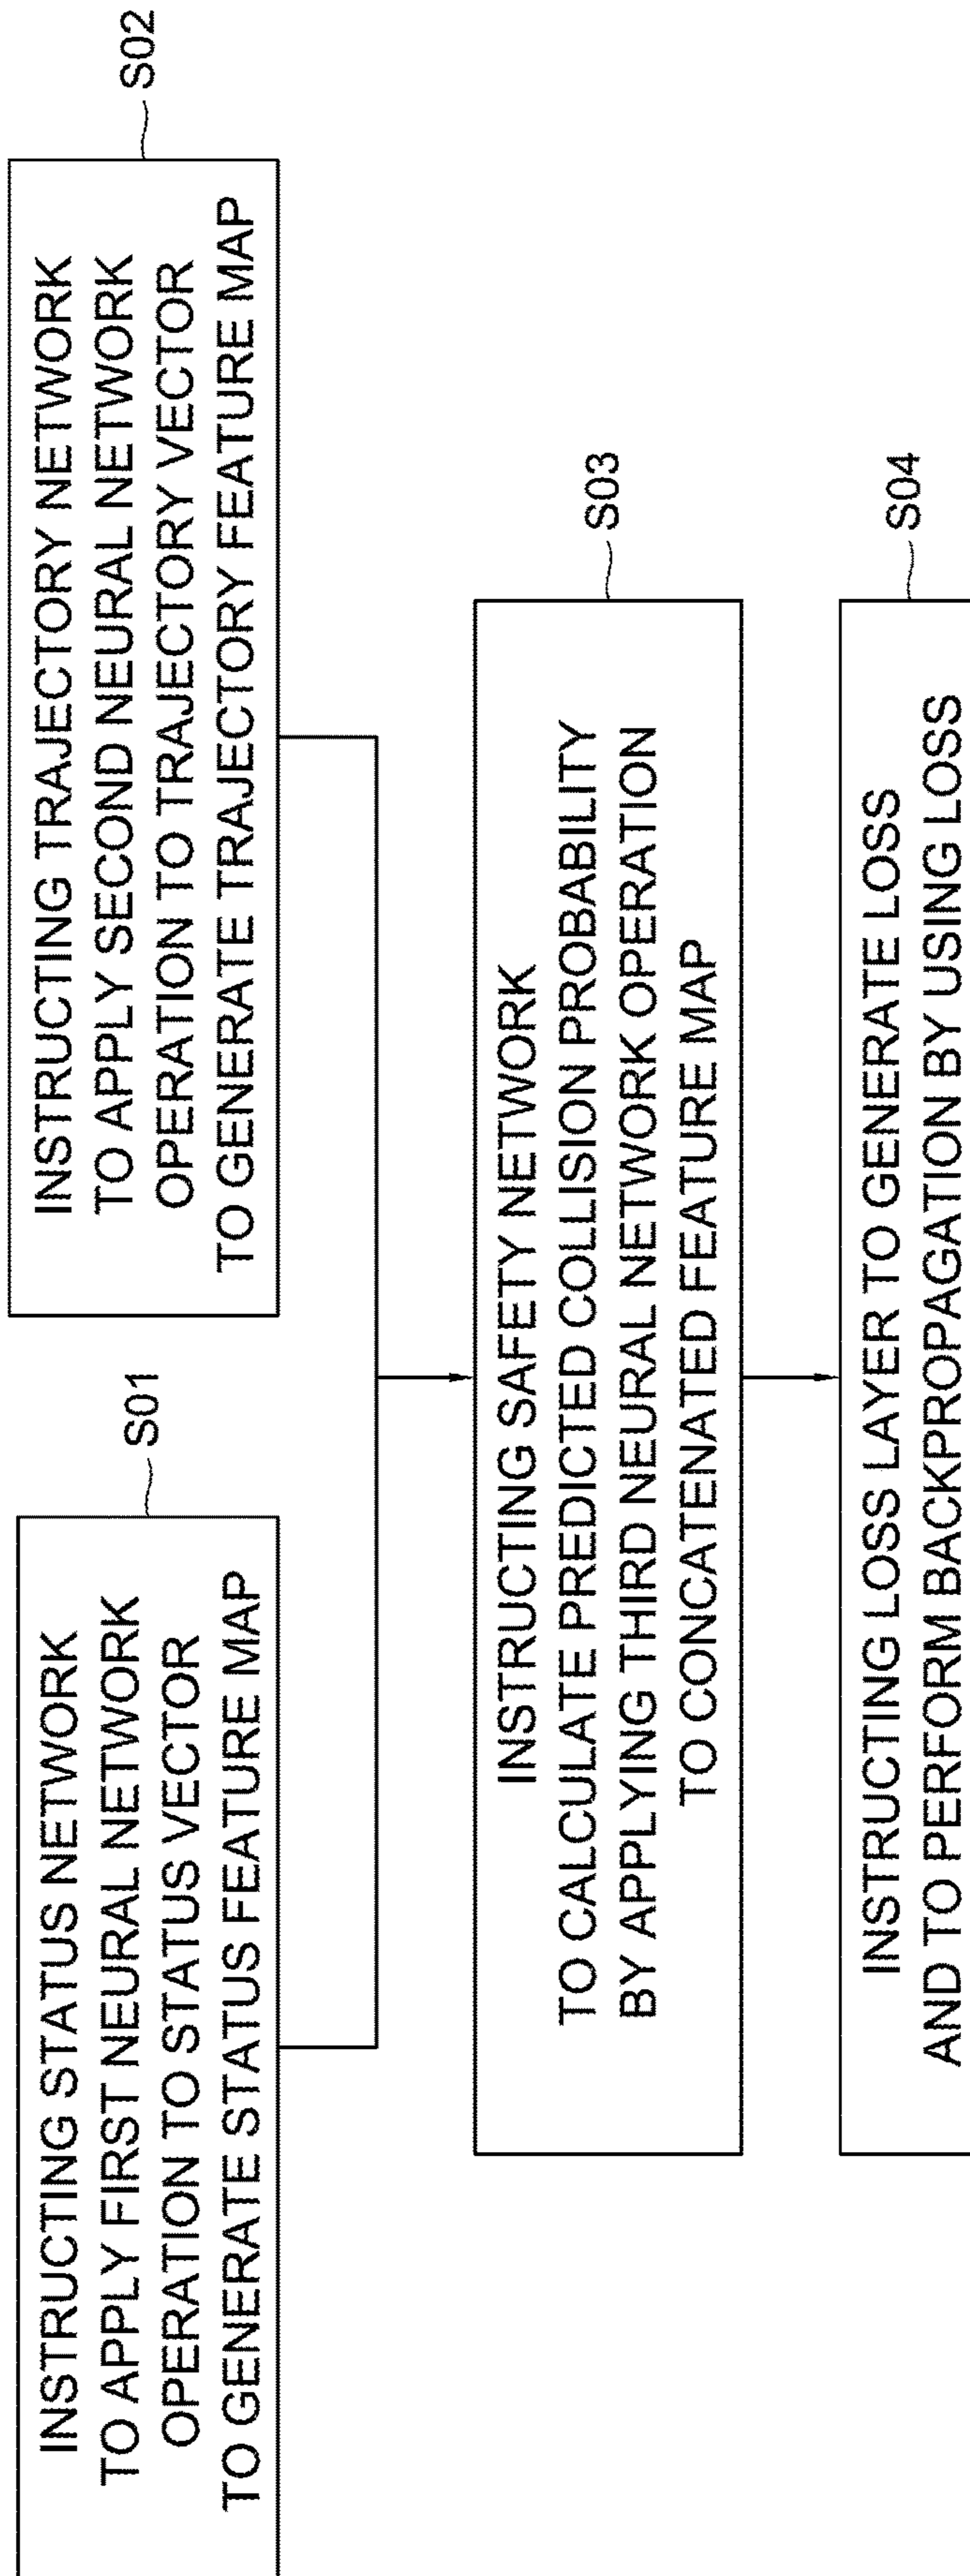 INSTRUCTING STATUS NETWORK
TO APPLY FIRST NEURAL NETWORK
OPERATION TO STATUS VECTOR
TO GENERATE STATUS FEATURE MAP
S01
INSTRUCTING TRAJECTORY NETWORK
TO APPLY SECOND NEURAL NETWORK
OPERATION TO TRAJECTORY VECTOR
TO GENERATE TRAJECTORY FEATURE MAP
S02
INSTRUCTING SAFETY NETWORK
TO CALCULATE PREDICTED COLLISION PROBABILITY
BY APPLYING THIRD NEURAL NETWORK OPERATION
TO CONCATENATED FEATURE MAP
S03
INSTRUCTING LOSS LAYER TO GENERATE LOSS
AND TO PERFORM BACKPROPAGATION BY USING LOSS
S04